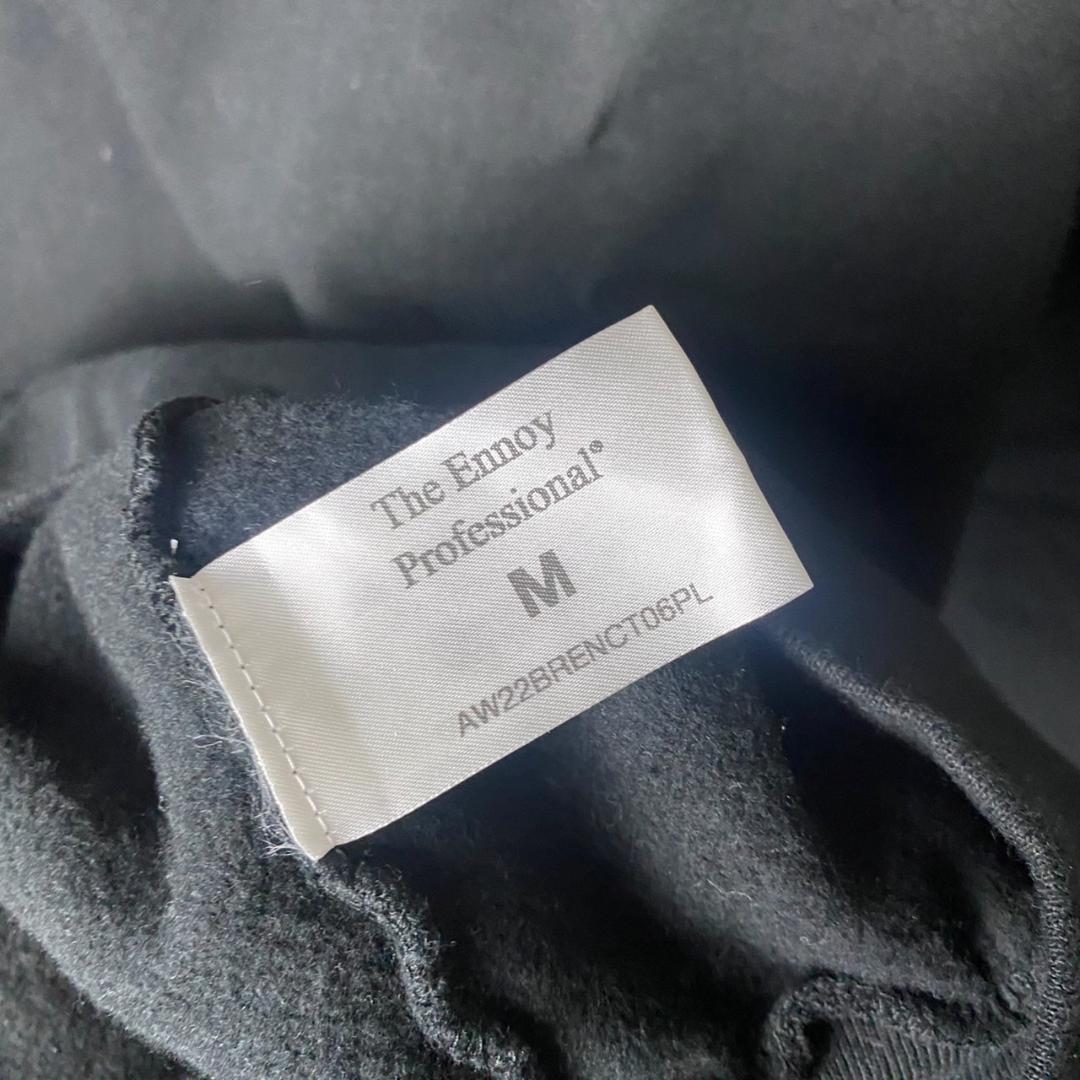 The Ennoy
Professional®
M
AW22BRENCT06PL